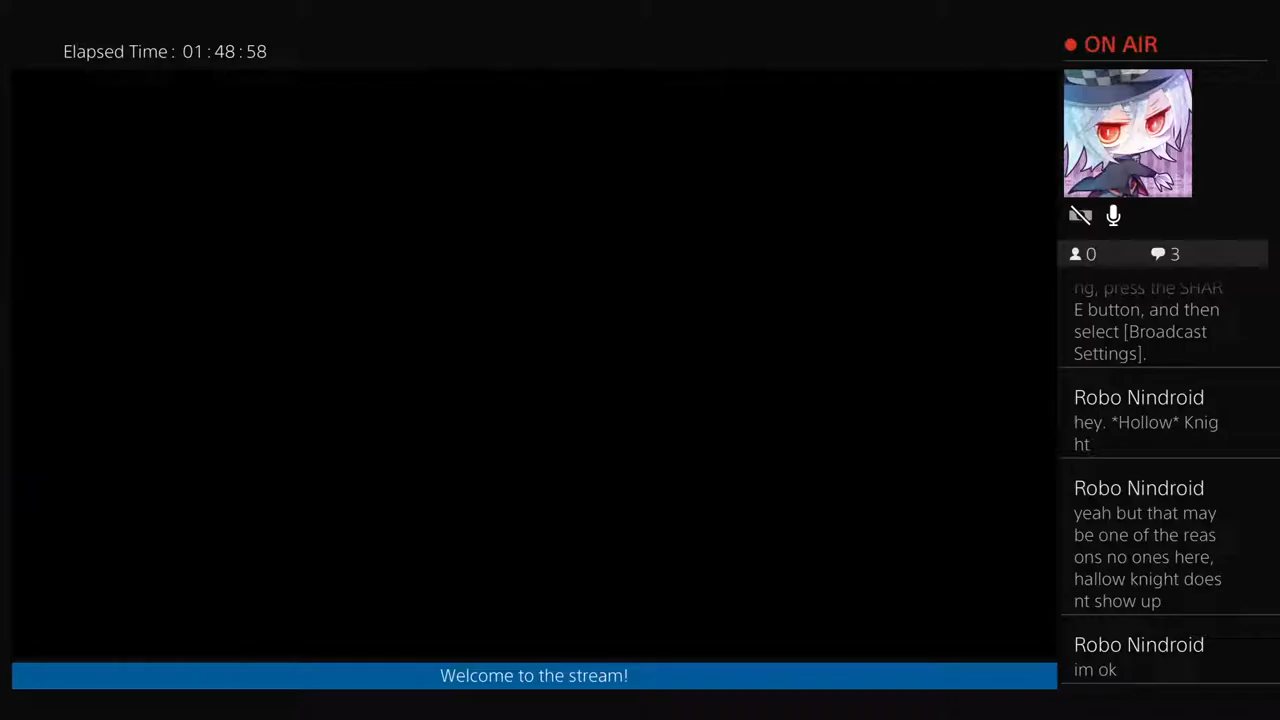 Elapsed Time: 01:48:58
ON AIR
0 3
ng, press the SHAR
E button, and then
select [Broadcast
Settings].
Robo Nindroid
hey. *Hollow* Knig
ht
Robo Nindroid
yeah but that may
be one of the reas
ons no ones here,
hallow knight does
nt show up
Robo Nindroid
im ok
Welcome to the stream!